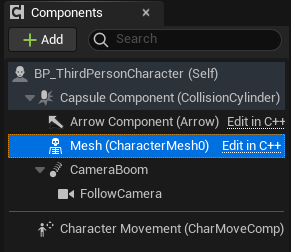 Components
Add Search
BP_ThirdPersonCharacter (Self)
Capsule Component (CollisionCylinder)
Arrow Component (Arrow) Edit in C++
Mesh (CharacterMesh0) Edit in C++
CameraBoom
FollowCamera
Character Movement (CharMoveComp)